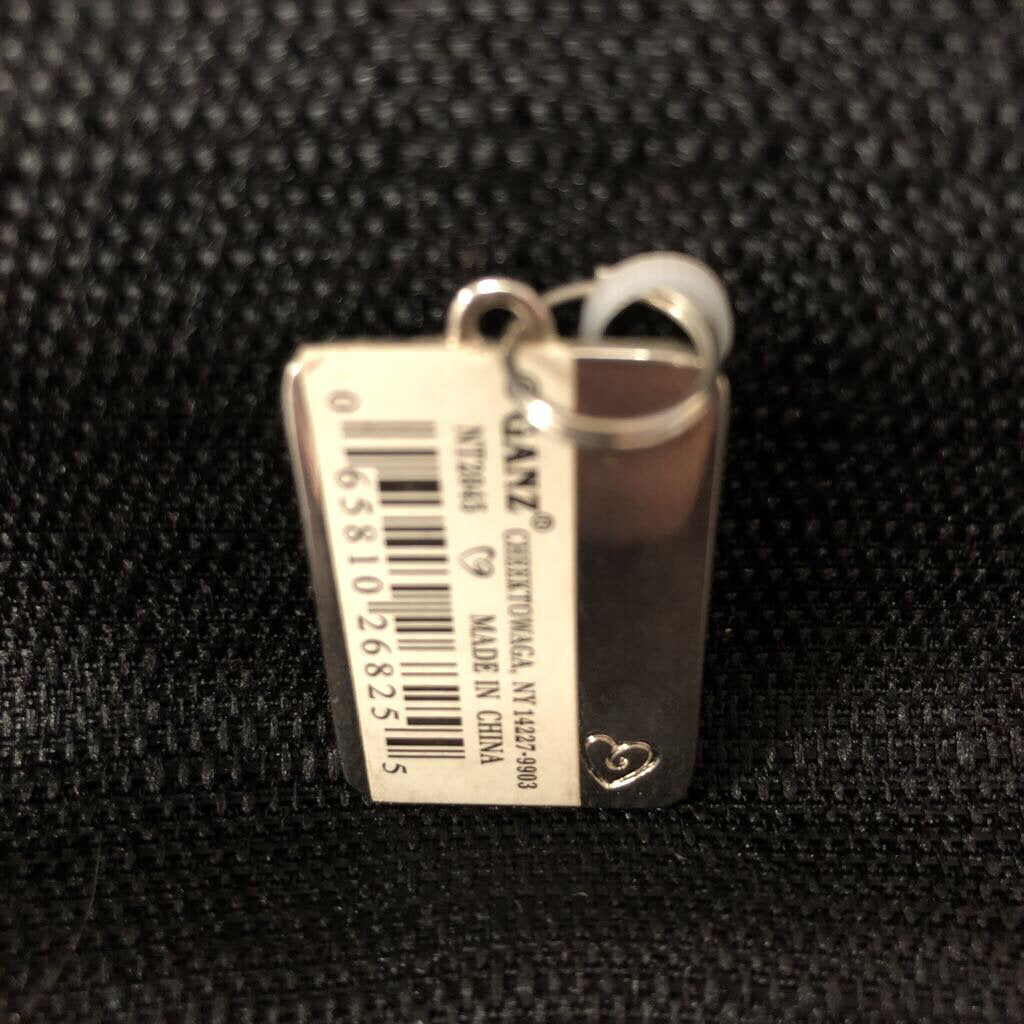 GANZ® CHEEKTOWAGA, NY 14227-9903
MADE IN CHINA
0 65810 26825 5